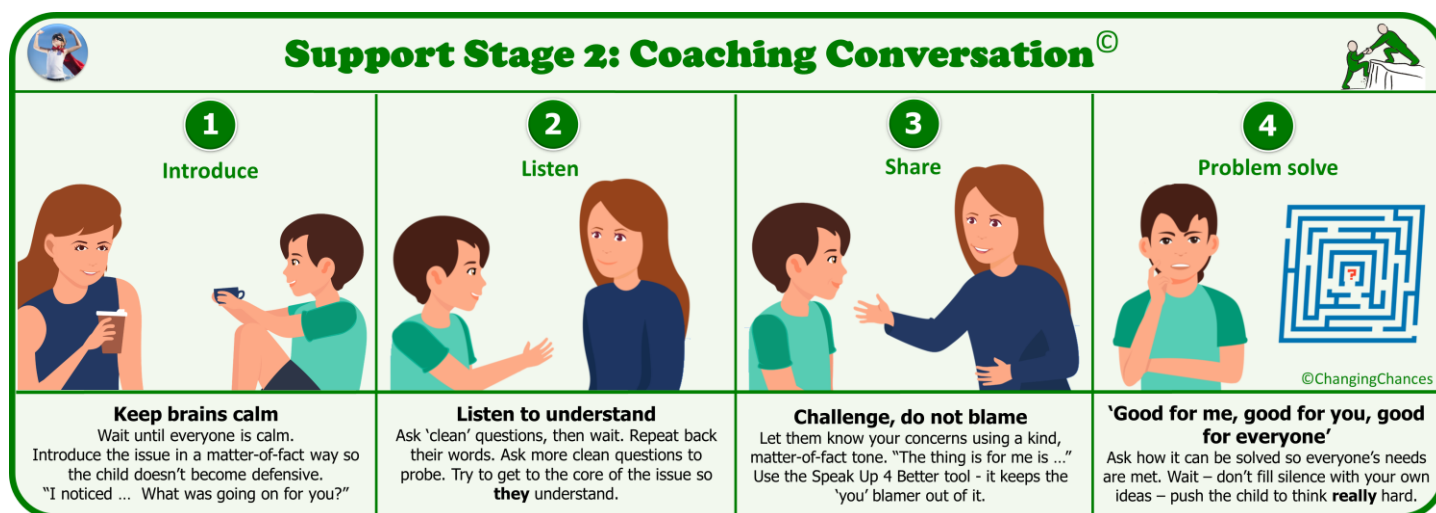 Support Stage 2: Coaching Conversation©
1
Introduce
Keep brains calm
Wait until everyone is calm.
Introduce the issue in a matter-of-fact way so
the child doesn’t become defensive.
“I noticed ... What was going on for you?”
2
Listen
Listen to understand
Ask ‘clean’ questions, then wait. Repeat back
their words. Ask more clean questions to
probe. Try to get to the core of the issue so
they understand.
3
Share
Challenge, do not blame
Let them know your concerns using a kind,
matter-of-fact tone. “The thing is for me is ...”
Use the Speak Up 4 Better tool - it keeps the
‘you’ blamer out of it.
4
Problem solve
?
©ChangingChances
‘Good for me, good for you, good
for everyone’
Ask how it can be solved so everyone’s needs
are met. Wait – don’t fill silence with your own
ideas – push the child to think really hard.